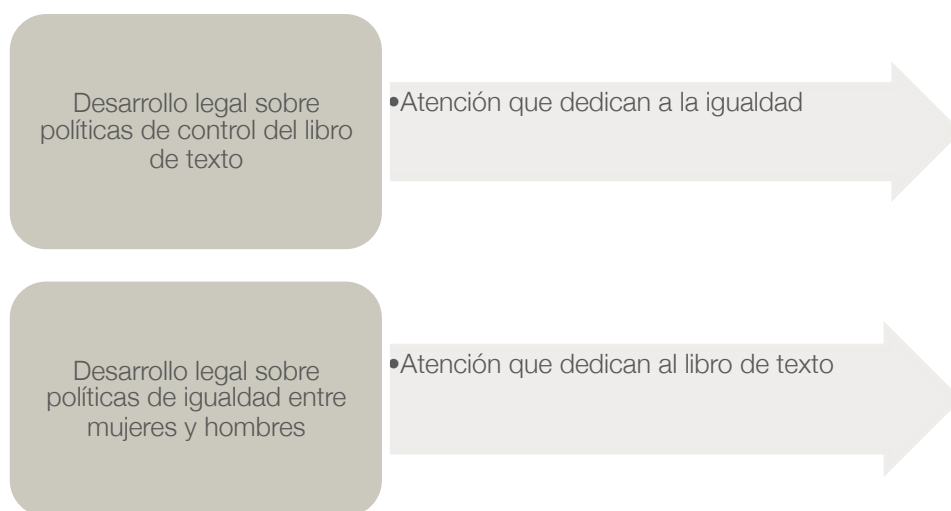 Desarrollo legal sobre
políticas de control del libro
de texto
•Atención que dedican a la igualdad
Desarrollo legal sobre
políticas de igualdad entre
mujeres y hombres
•Atención que dedican al libro de texto